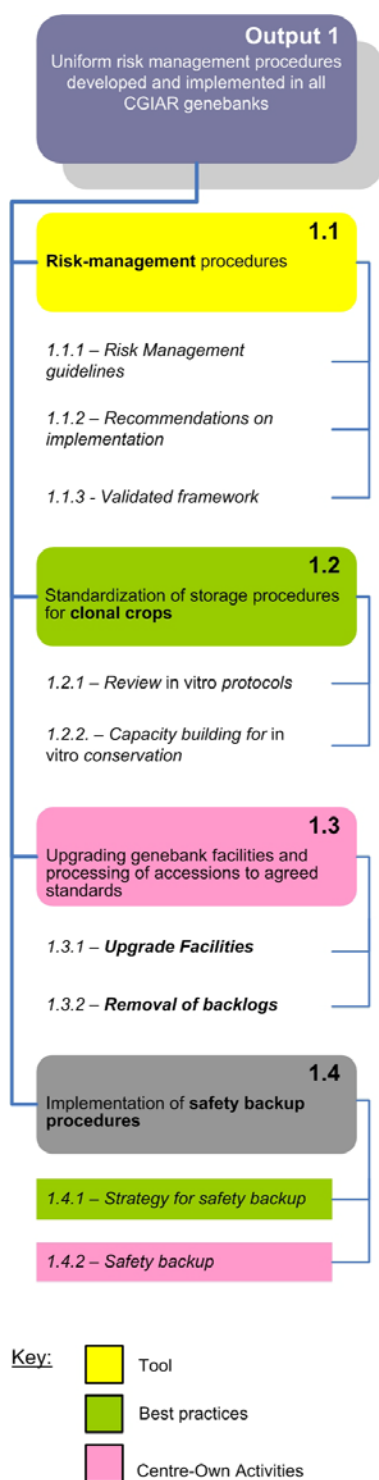 Output 1
Uniform risk management procedures
developed and implemented in all
CGIAR genebanks
1.1
Risk-management procedures
1.1.1 – Risk Management
guidelines
1.1.2 – Recommendations on
implementation
1.1.3 - Validated framework
1.2
Standardization of storage procedures
for clonal crops
1.2.1 – Review in vitro protocols
1.2.2. – Capacity building for in
vitro conservation
1.3
Upgrading genebank facilities and
processing of accessions to agreed
standards
1.3.1 – Upgrade Facilities
1.3.2 – Removal of backlogs
1.4
Implementation of safety backup
procedures
1.4.1 – Strategy for safety backup
1.4.2 – Safety backup
Key:
Tool
Best practices
Centre-Own Activities